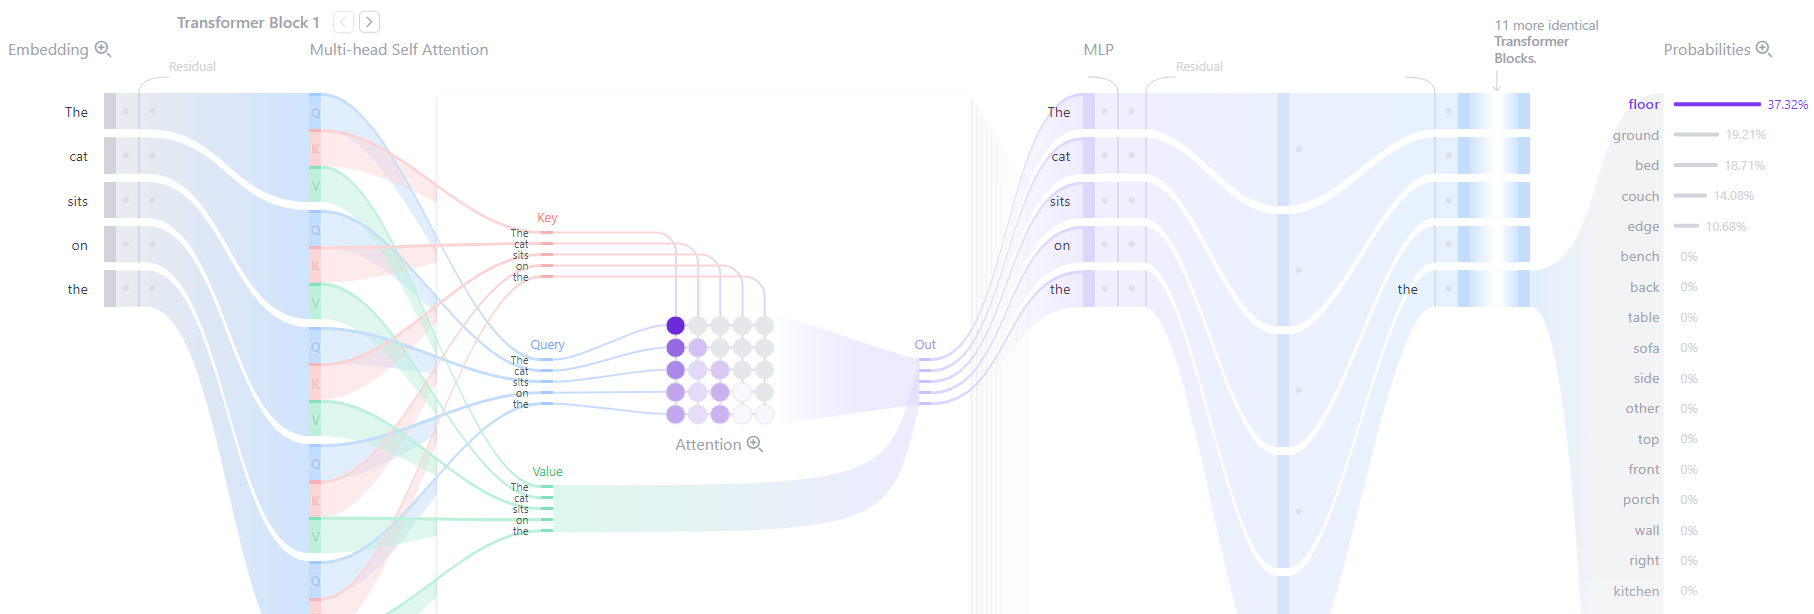 Transformer Block 1
Embedding
Multi-head Self Attention
MLP
11 more identical
Transformer
Blocks.
Probabilities
Residual
Residual
The
cat
sits
on
the
Q
K
V
Q
K
V
Q
K
V
Q
K
V
Q
Key
The
cat
sits
on
the
Query
The
cat
sits
on
the
Attention
Value
The
cat
sits
on
the
Out
The
cat
sits
on
the
the
floor 37.32%
ground 19.21%
bed 18.71%
couch 14.08%
edge 10.68%
bench 0%
back 0%
table 0%
sofa 0%
side 0%
other 0%
top 0%
front 0%
porch 0%
wall 0%
right 0%
kitchen 0%